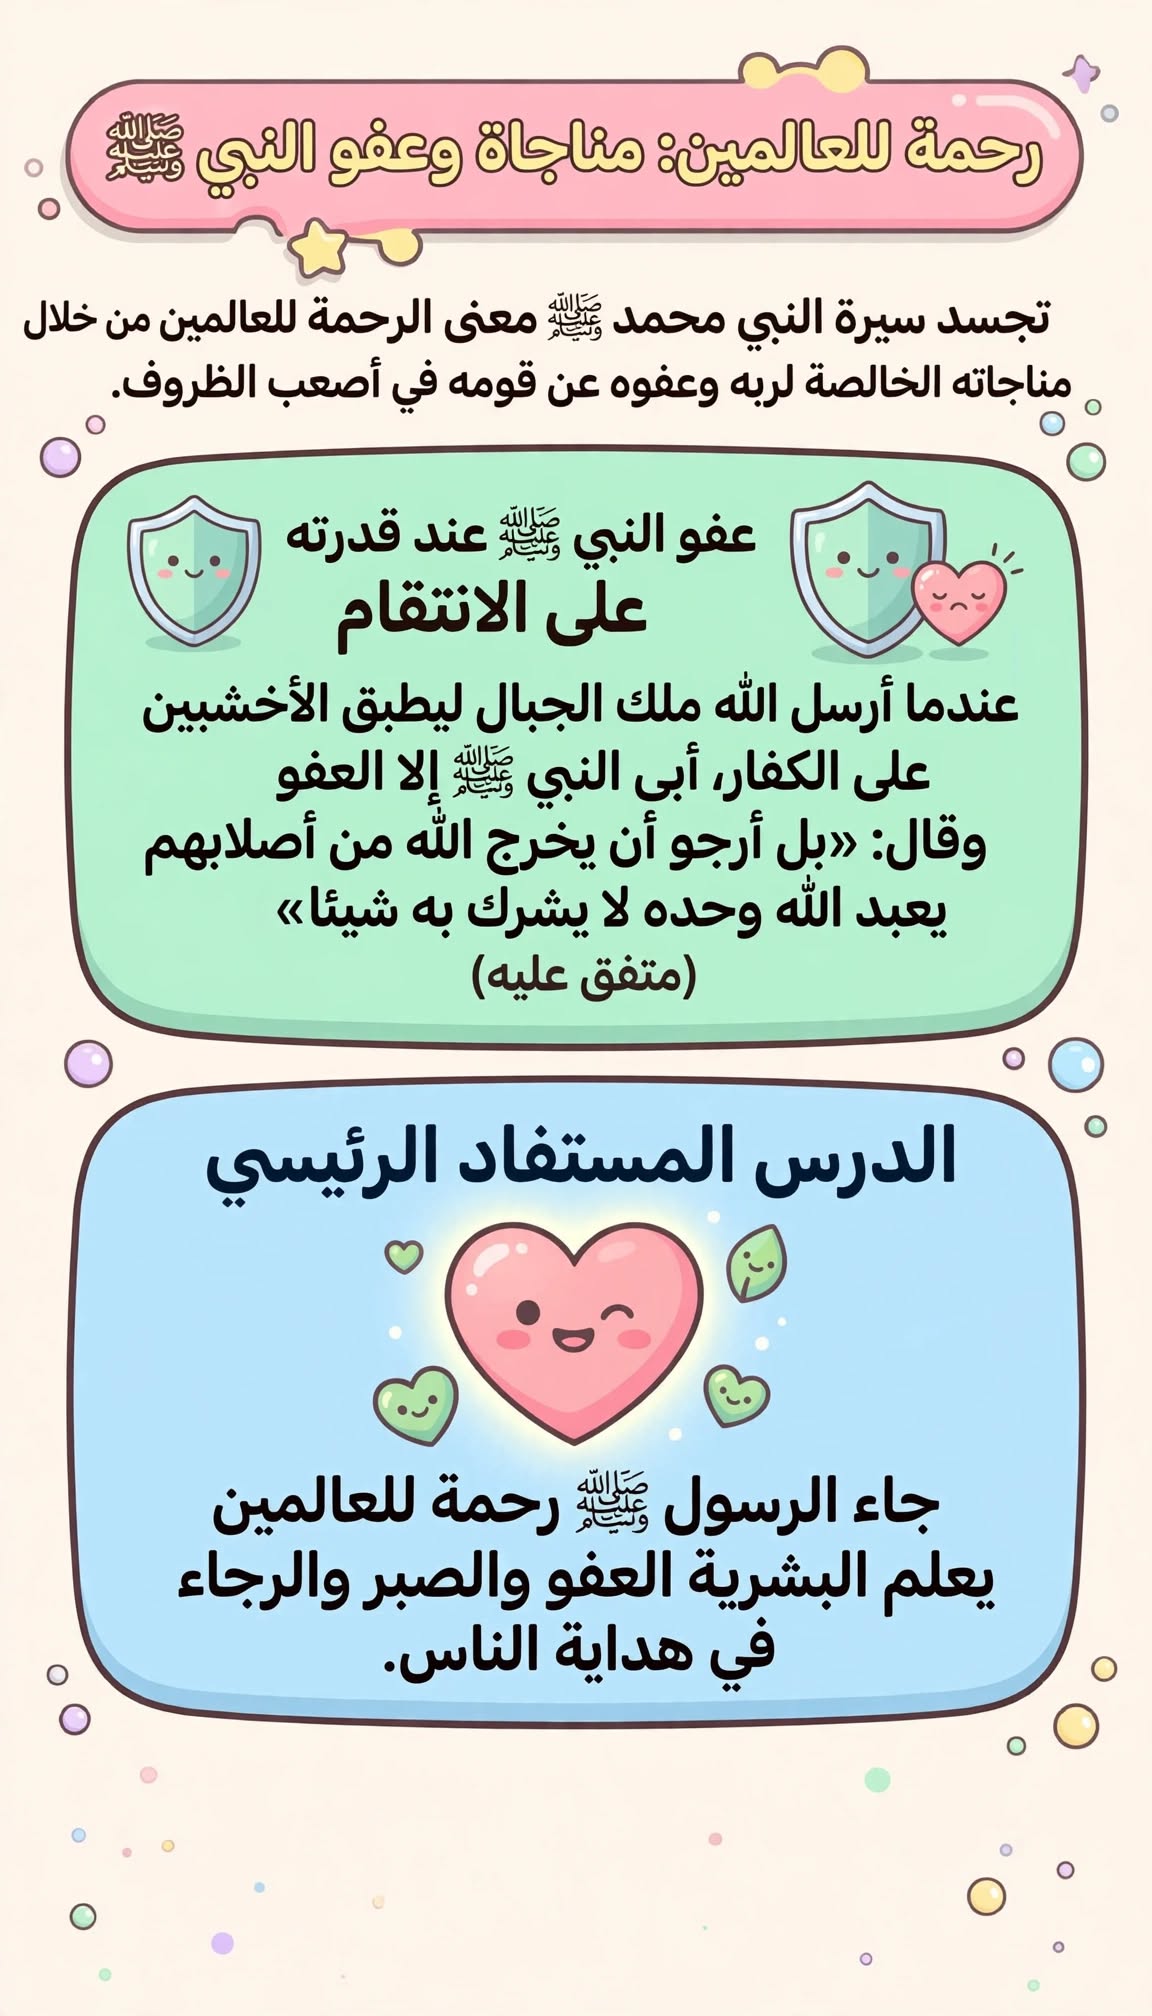 رحمة للعالمين: مناجاة وعفو النبي ﷺ
تجسد سيرة النبي محمد ﷺ معنى الرحمة للعالمين من خلال
مناجاته الخالصة لربه وعفوه عن قومه في أصعب الظروف.
عفو النبي ﷺ عند قدرته
على الانتقام
عندما أرسل الله ملك الجبال ليطبق الأخشبين
على الكفار، أبى النبي ﷺ إلا العفو
وقال: «بل أرجو أن يخرج الله من أصلابهم
يعبد الله وحده لا يشرك به شيئا»
(متفق عليه)
الدرس المستفاد الرئيسي
جاء الرسول ﷺ رحمة للعالمين
يعلم البشرية العفو والصبر والرجاء
في هداية الناس.